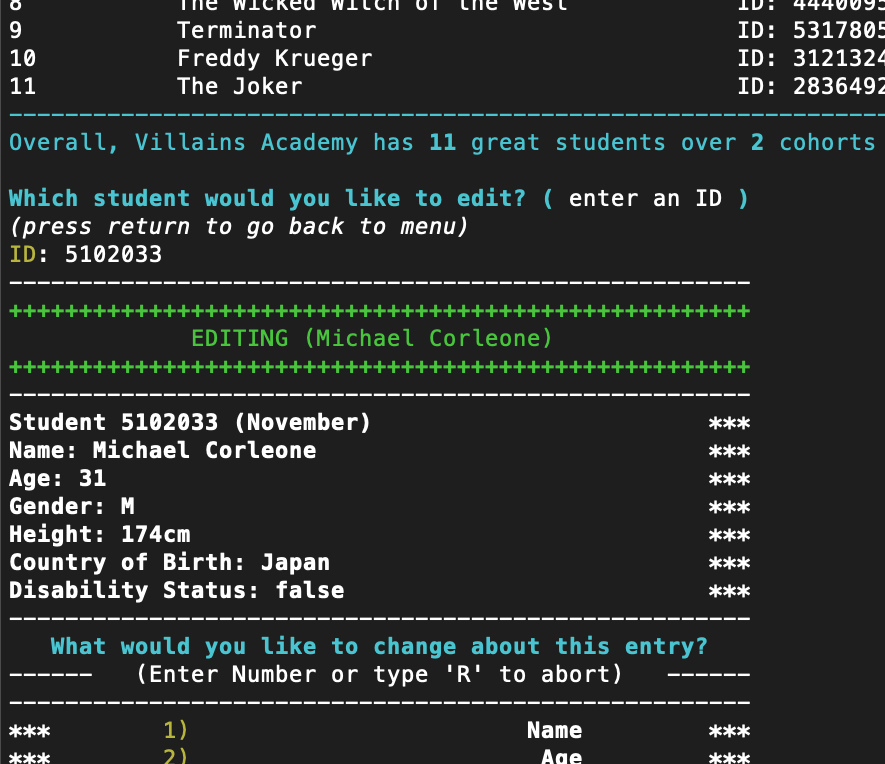 8 The Wicked Witch of the West ID: 4440095
9 Terminator ID: 5317805
10 Freddy Krueger ID: 3121324
11 The Joker ID: 2836492
----------------------------------------------------------------
Overall, Villains Academy has 11 great students over 2 cohorts
Which student would you like to edit? ( enter an ID )
(press return to go back to menu)
ID: 5102033
-----------------------------------------------------
+++++++++++++++++++++++++++++++++++++++++++++++++++++
EDITING (Michael Corleone)
+++++++++++++++++++++++++++++++++++++++++++++++++++++
-----------------------------------------------------
Student 5102033 (November) ***
Name: Michael Corleone ***
Age: 31 ***
Gender: M ***
Height: 174cm ***
Country of Birth: Japan ***
Disability Status: false ***
-----------------------------------------------------
What would you like to change about this entry?
------ (Enter Number or type 'R' to abort) ------
-----------------------------------------------------
*** 1) Name ***
*** 2) Age ***